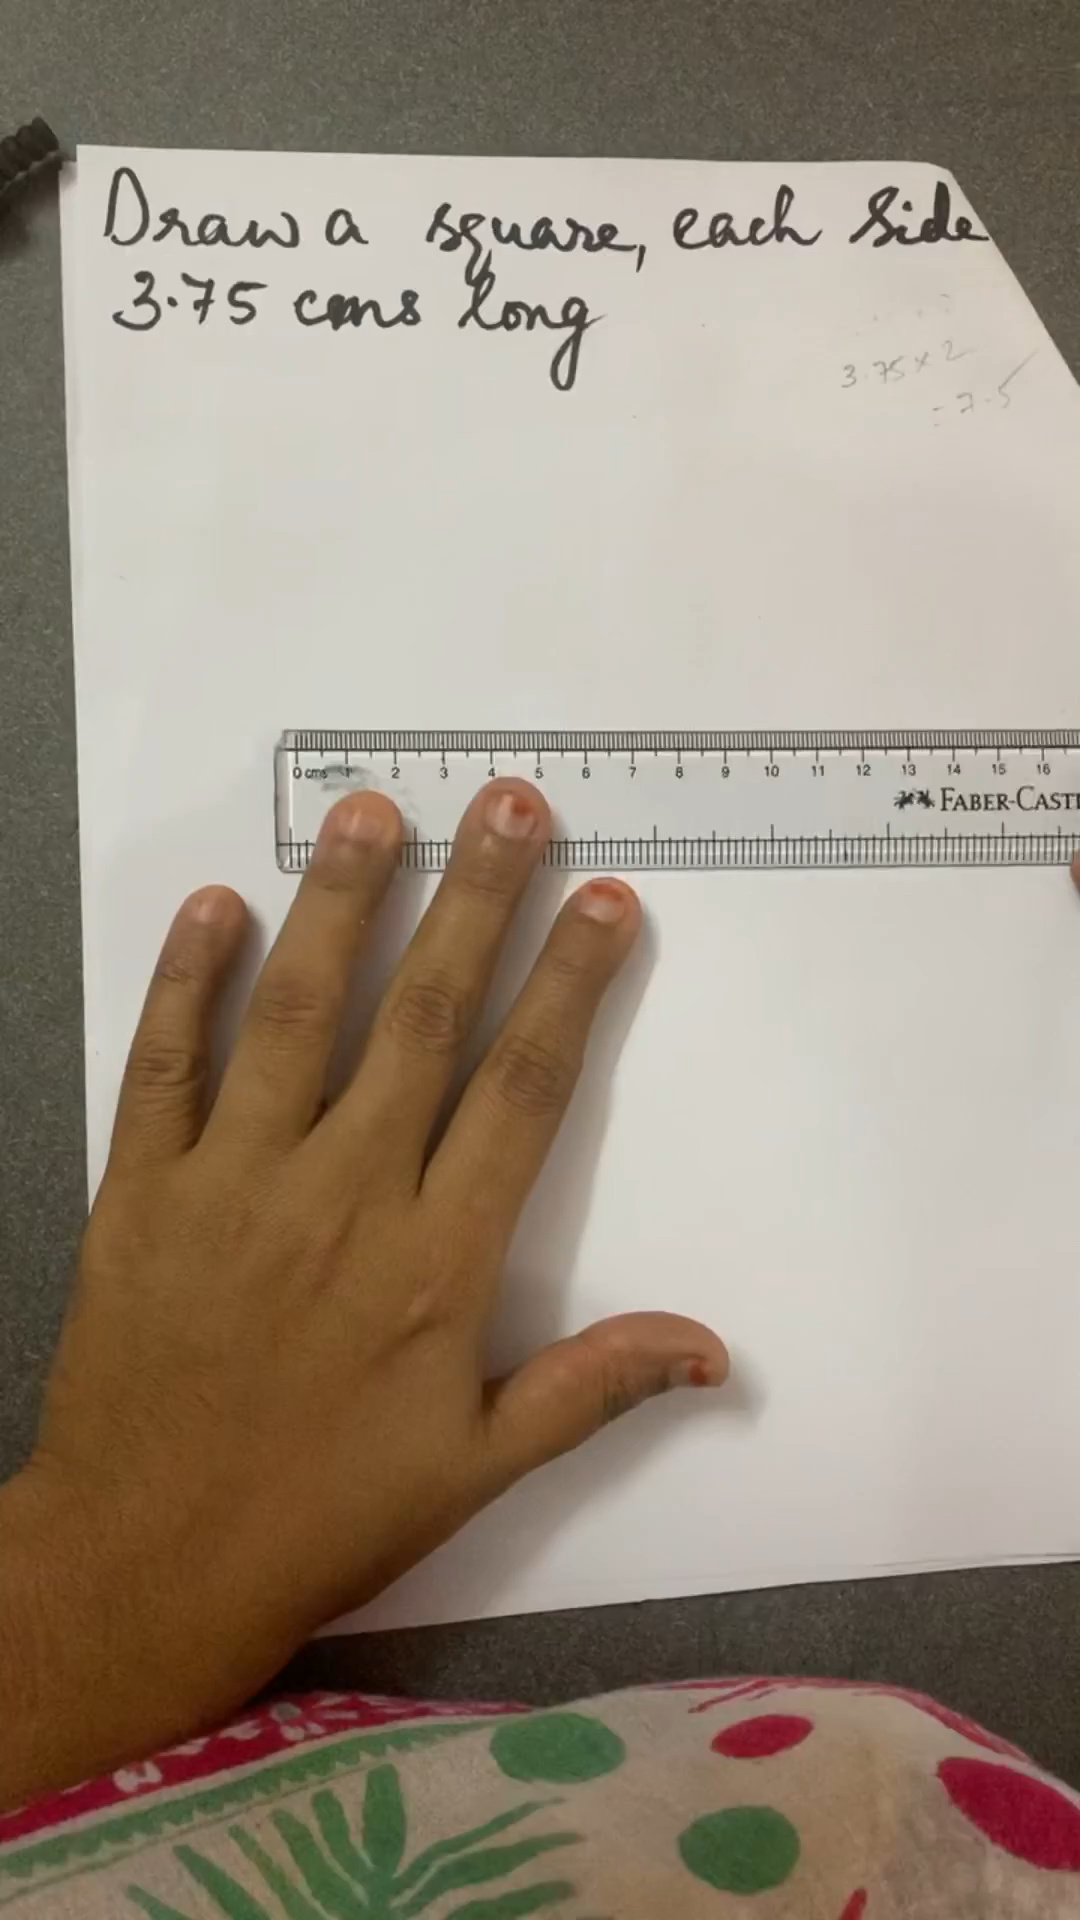 Draw a square, each side
3.75 cms long
3.75 x 2
= 7.5
0 cms 1 2 3 4 5 6 7 8 9 10 11 12 13 14 15 16
FABER-CAST